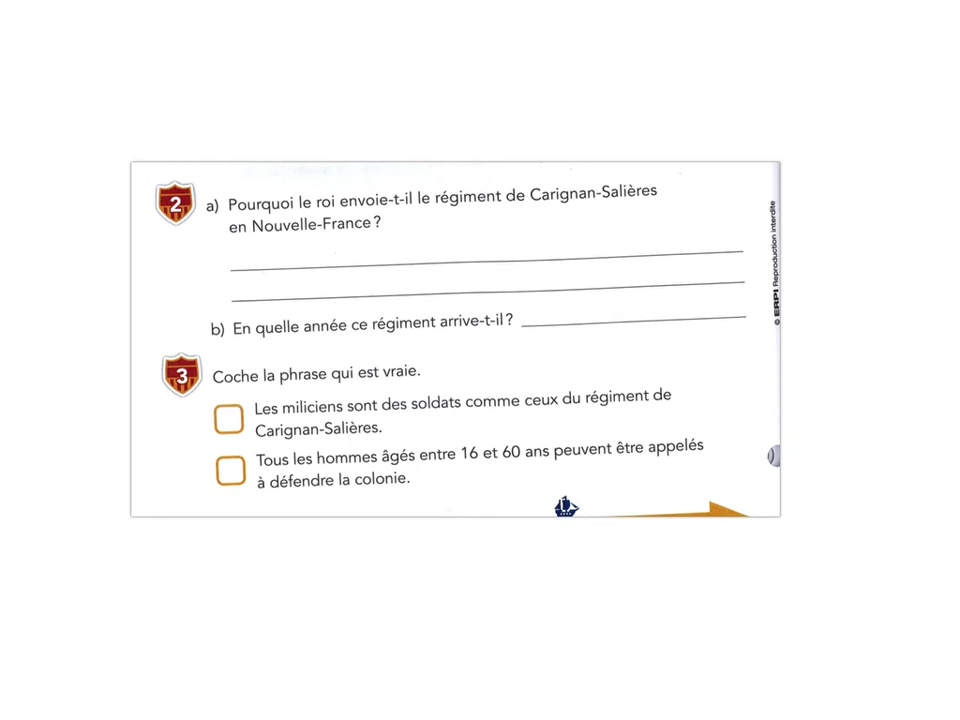 2
a) Pourquoi le roi envoie-t-il le régiment de Carignan-Salières
en Nouvelle-France ?
b) En quelle année ce régiment arrive-t-il ?
3
Coche la phrase qui est vraie.
Les miliciens sont des soldats comme ceux du régiment de
Carignan-Salières.
Tous les hommes âgés entre 16 et 60 ans peuvent être appelés
à défendre la colonie.
© ERPI Reproduction interdite